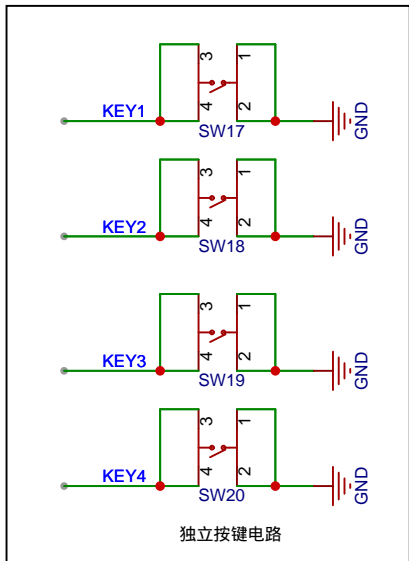 3 1
KEY1 4 2 GND
SW17
3 1
KEY2 4 2 GND
SW18
3 1
KEY3 4 2 GND
SW19
3 1
KEY4 4 2 GND
SW20
独立按键电路